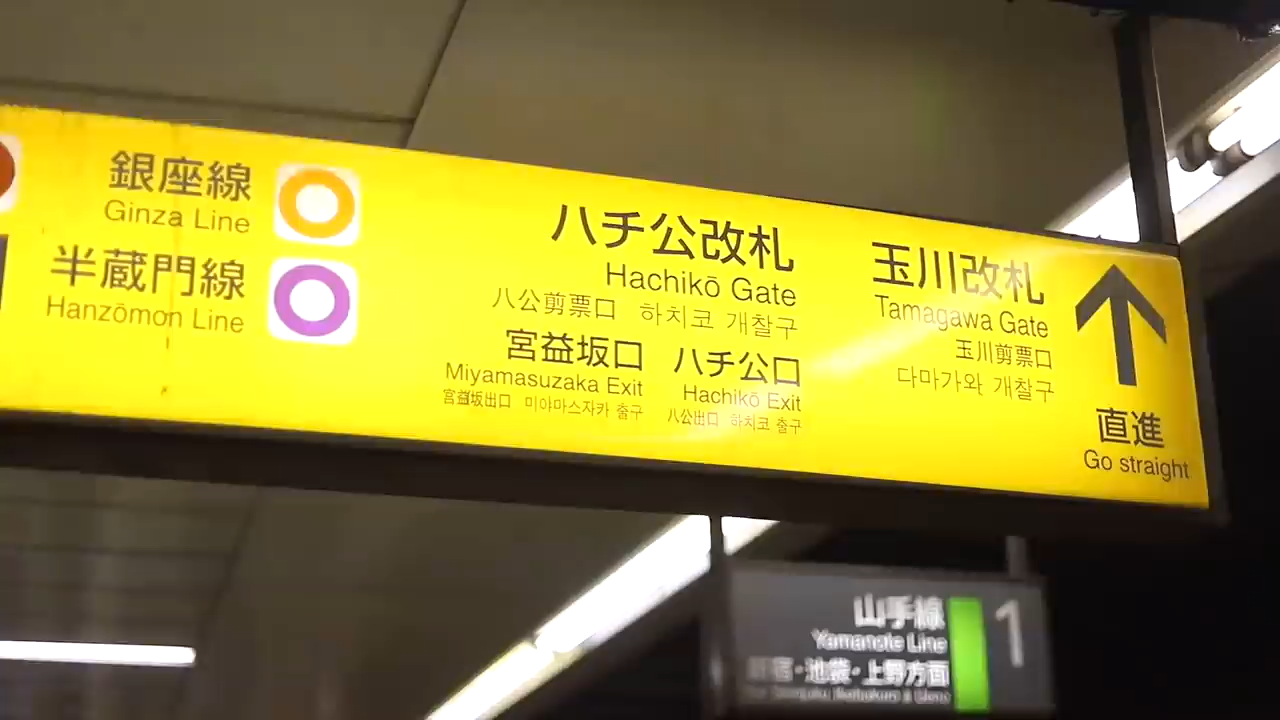 銀座線
Ginza Line
半蔵門線
Hanzōmon Line
ハチ公改札
Hachikō Gate
八公剪票口 하치코 개찰구
宮益坂口 ハチ公口
Miyamasuzaka Exit Hachikō Exit
宮益坂出口 미야마스자카 출구 八公出口 하치코 출구
玉川改札
Tamagawa Gate
玉川剪票口
다마가와 개찰구
直進
Go straight
山手線
Yamanote Line
1
新宿・池袋・上野方面